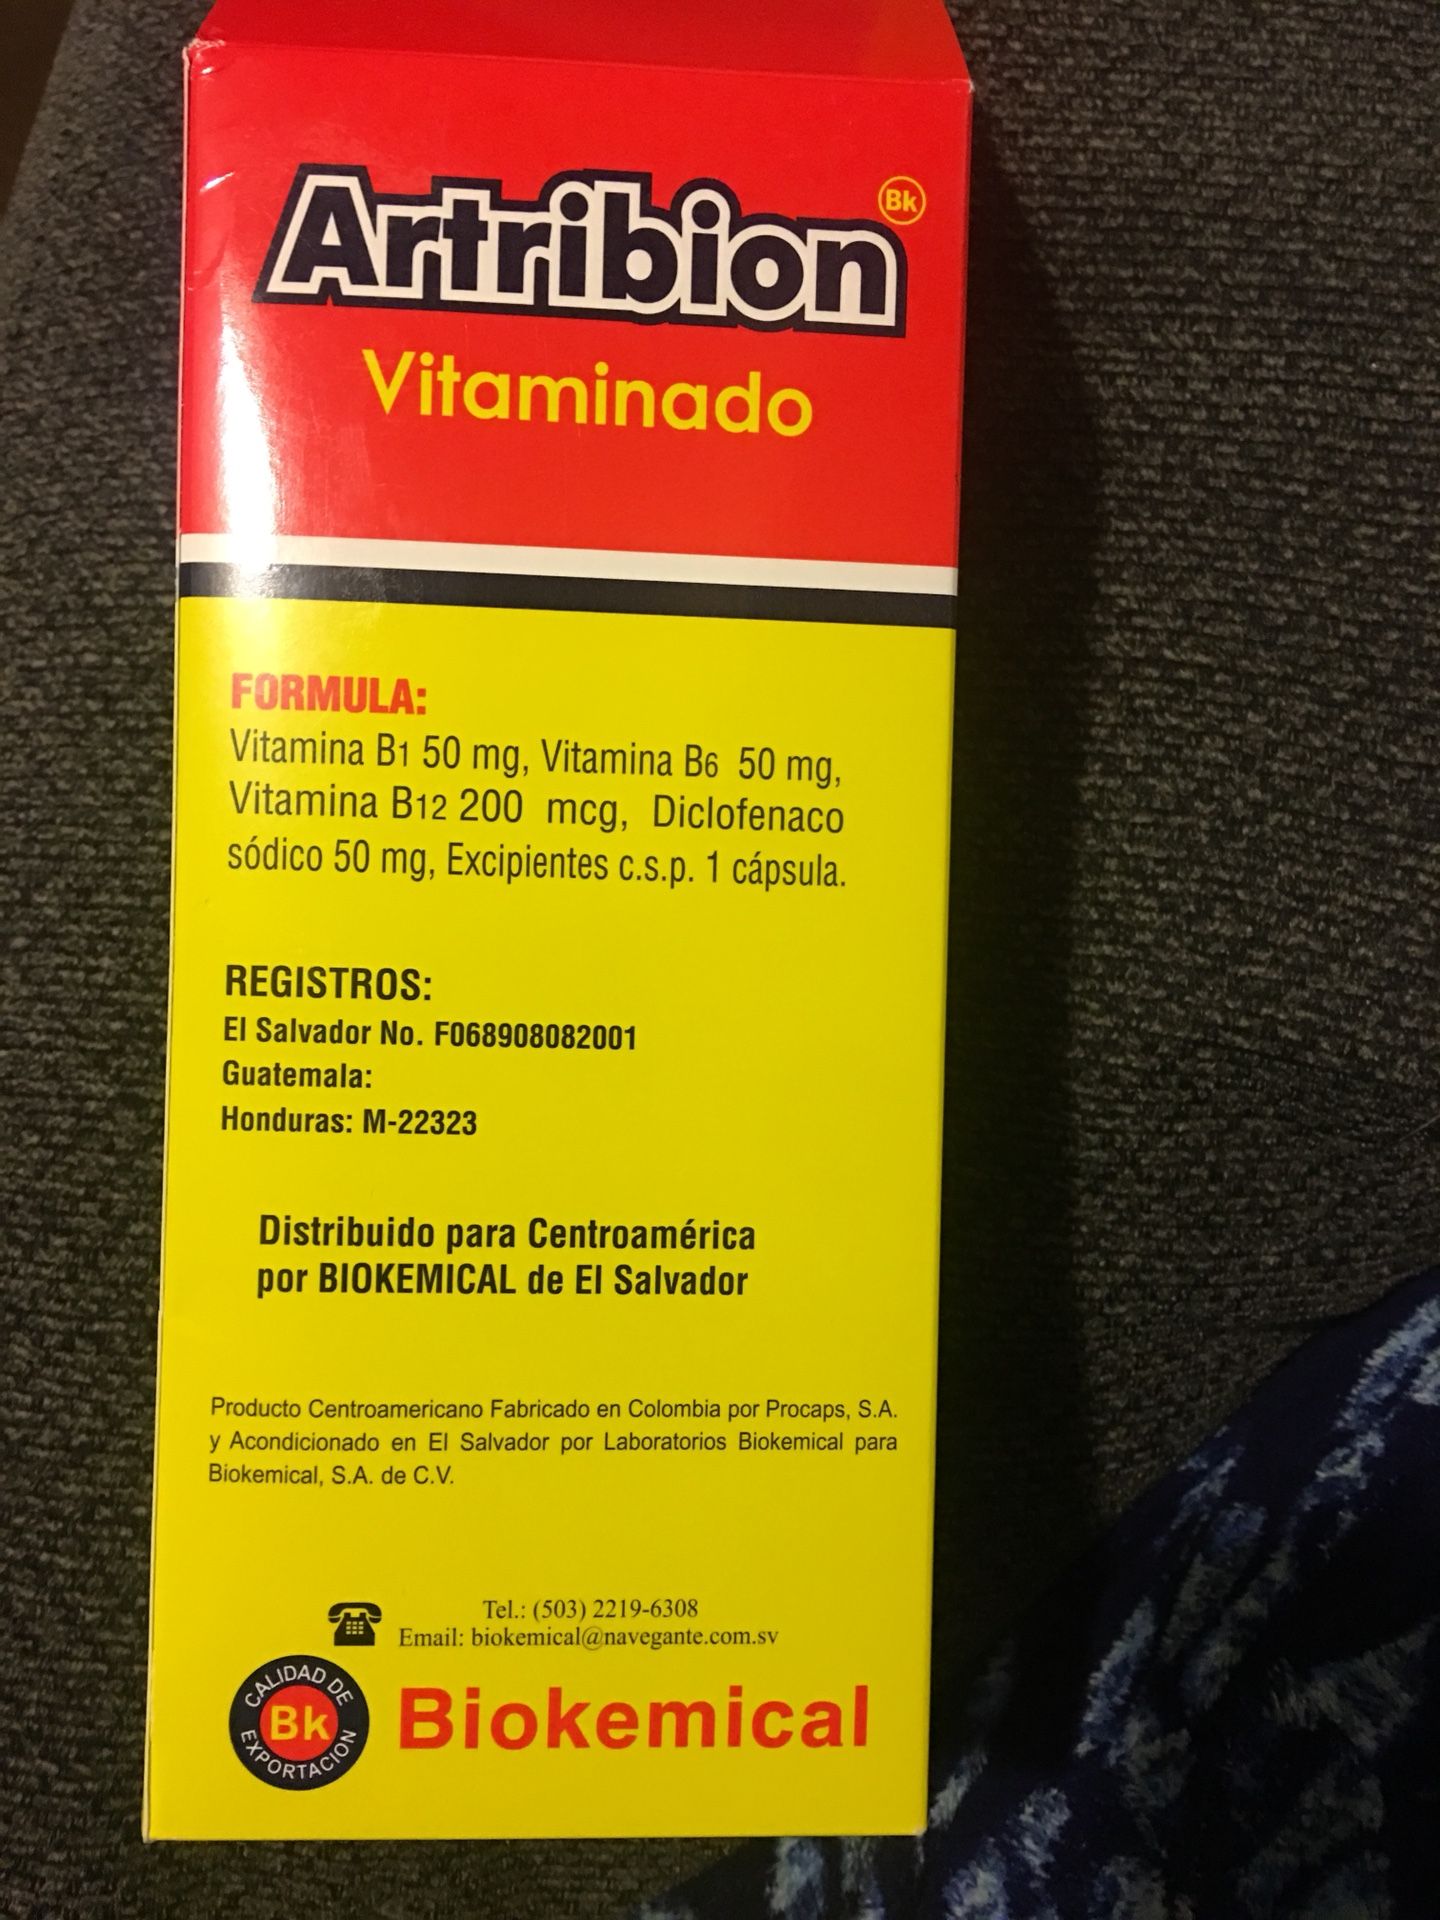 Artribion
Bk
Vitaminado
FORMULA:
Vitamina B1 50 mg, Vitamina B6 50 mg,
Vitamina B12 200 mcg, Diclofenaco
sódico 50 mg, Excipientes c.s.p. 1 cápsula.
REGISTROS:
El Salvador No. F068908082001
Guatemala:
Honduras: M-22323
Distribuido para Centroamérica
por BIOKEMICAL de El Salvador
Producto Centroamericano Fabricado en Colombia por Procaps, S.A.
y Acondicionado en El Salvador por Laboratorios Biokemical para
Biokemical, S.A. de C.V.
Tel.: (503) 2219-6308
Email: biokemical@navegante.com.sv
CALIDAD DE
Bk
EXPORTACION
Biokemical